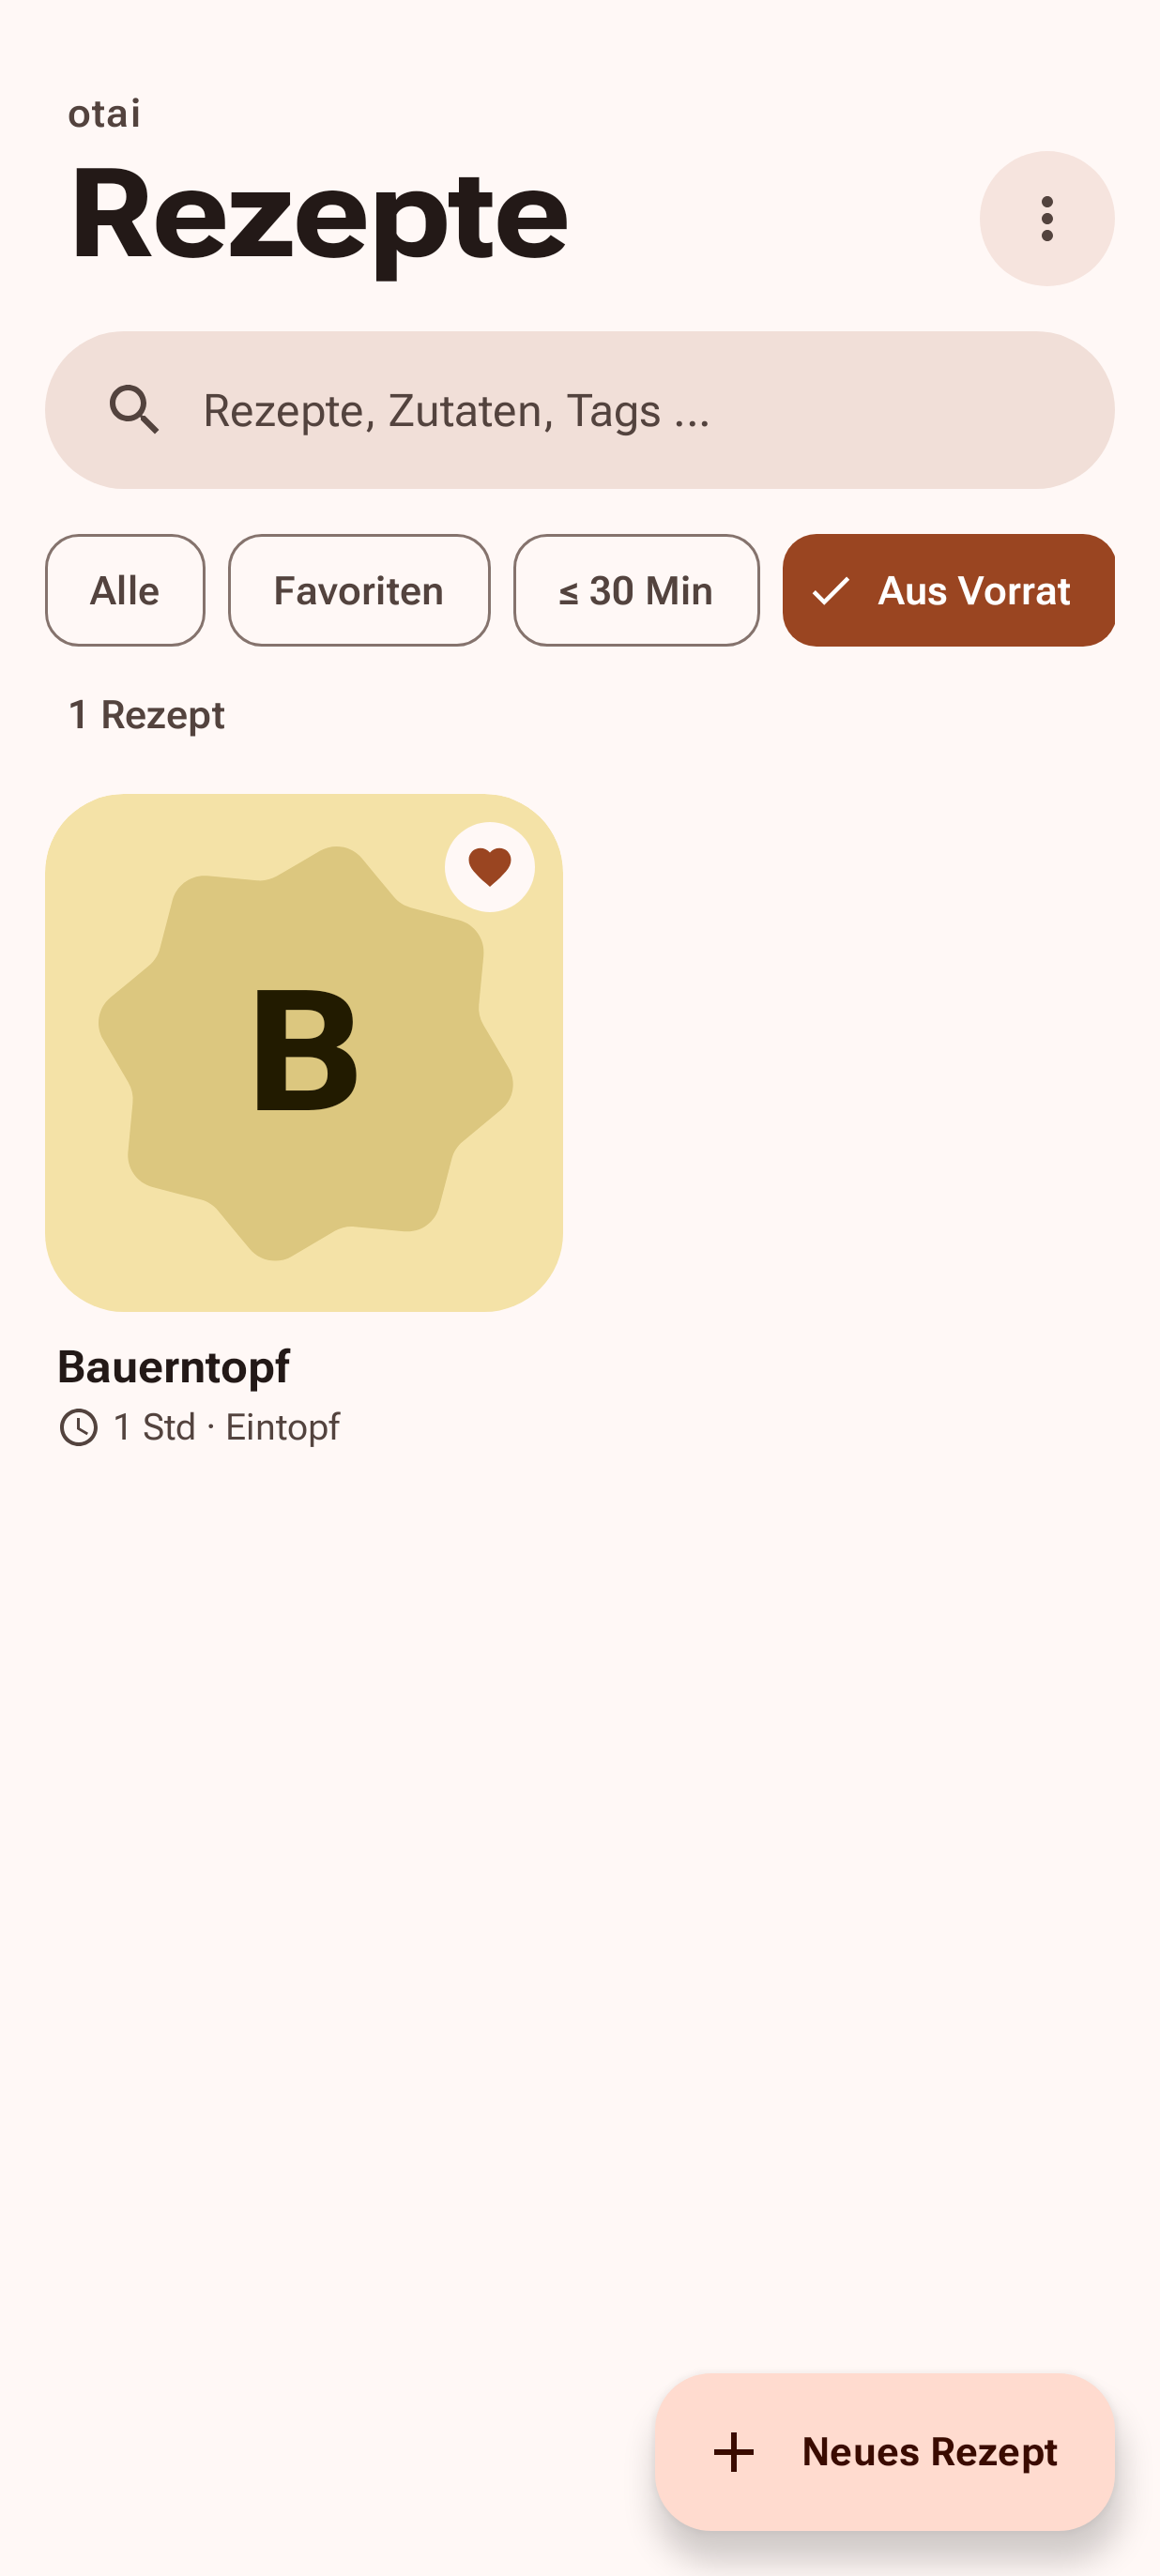 otai
Rezepte
Rezepte, Zutaten, Tags ...
Alle
Favoriten
≤ 30 Min
Aus Vorrat
1 Rezept
B
Bauerntopf
1 Std · Eintopf
Neues Rezept